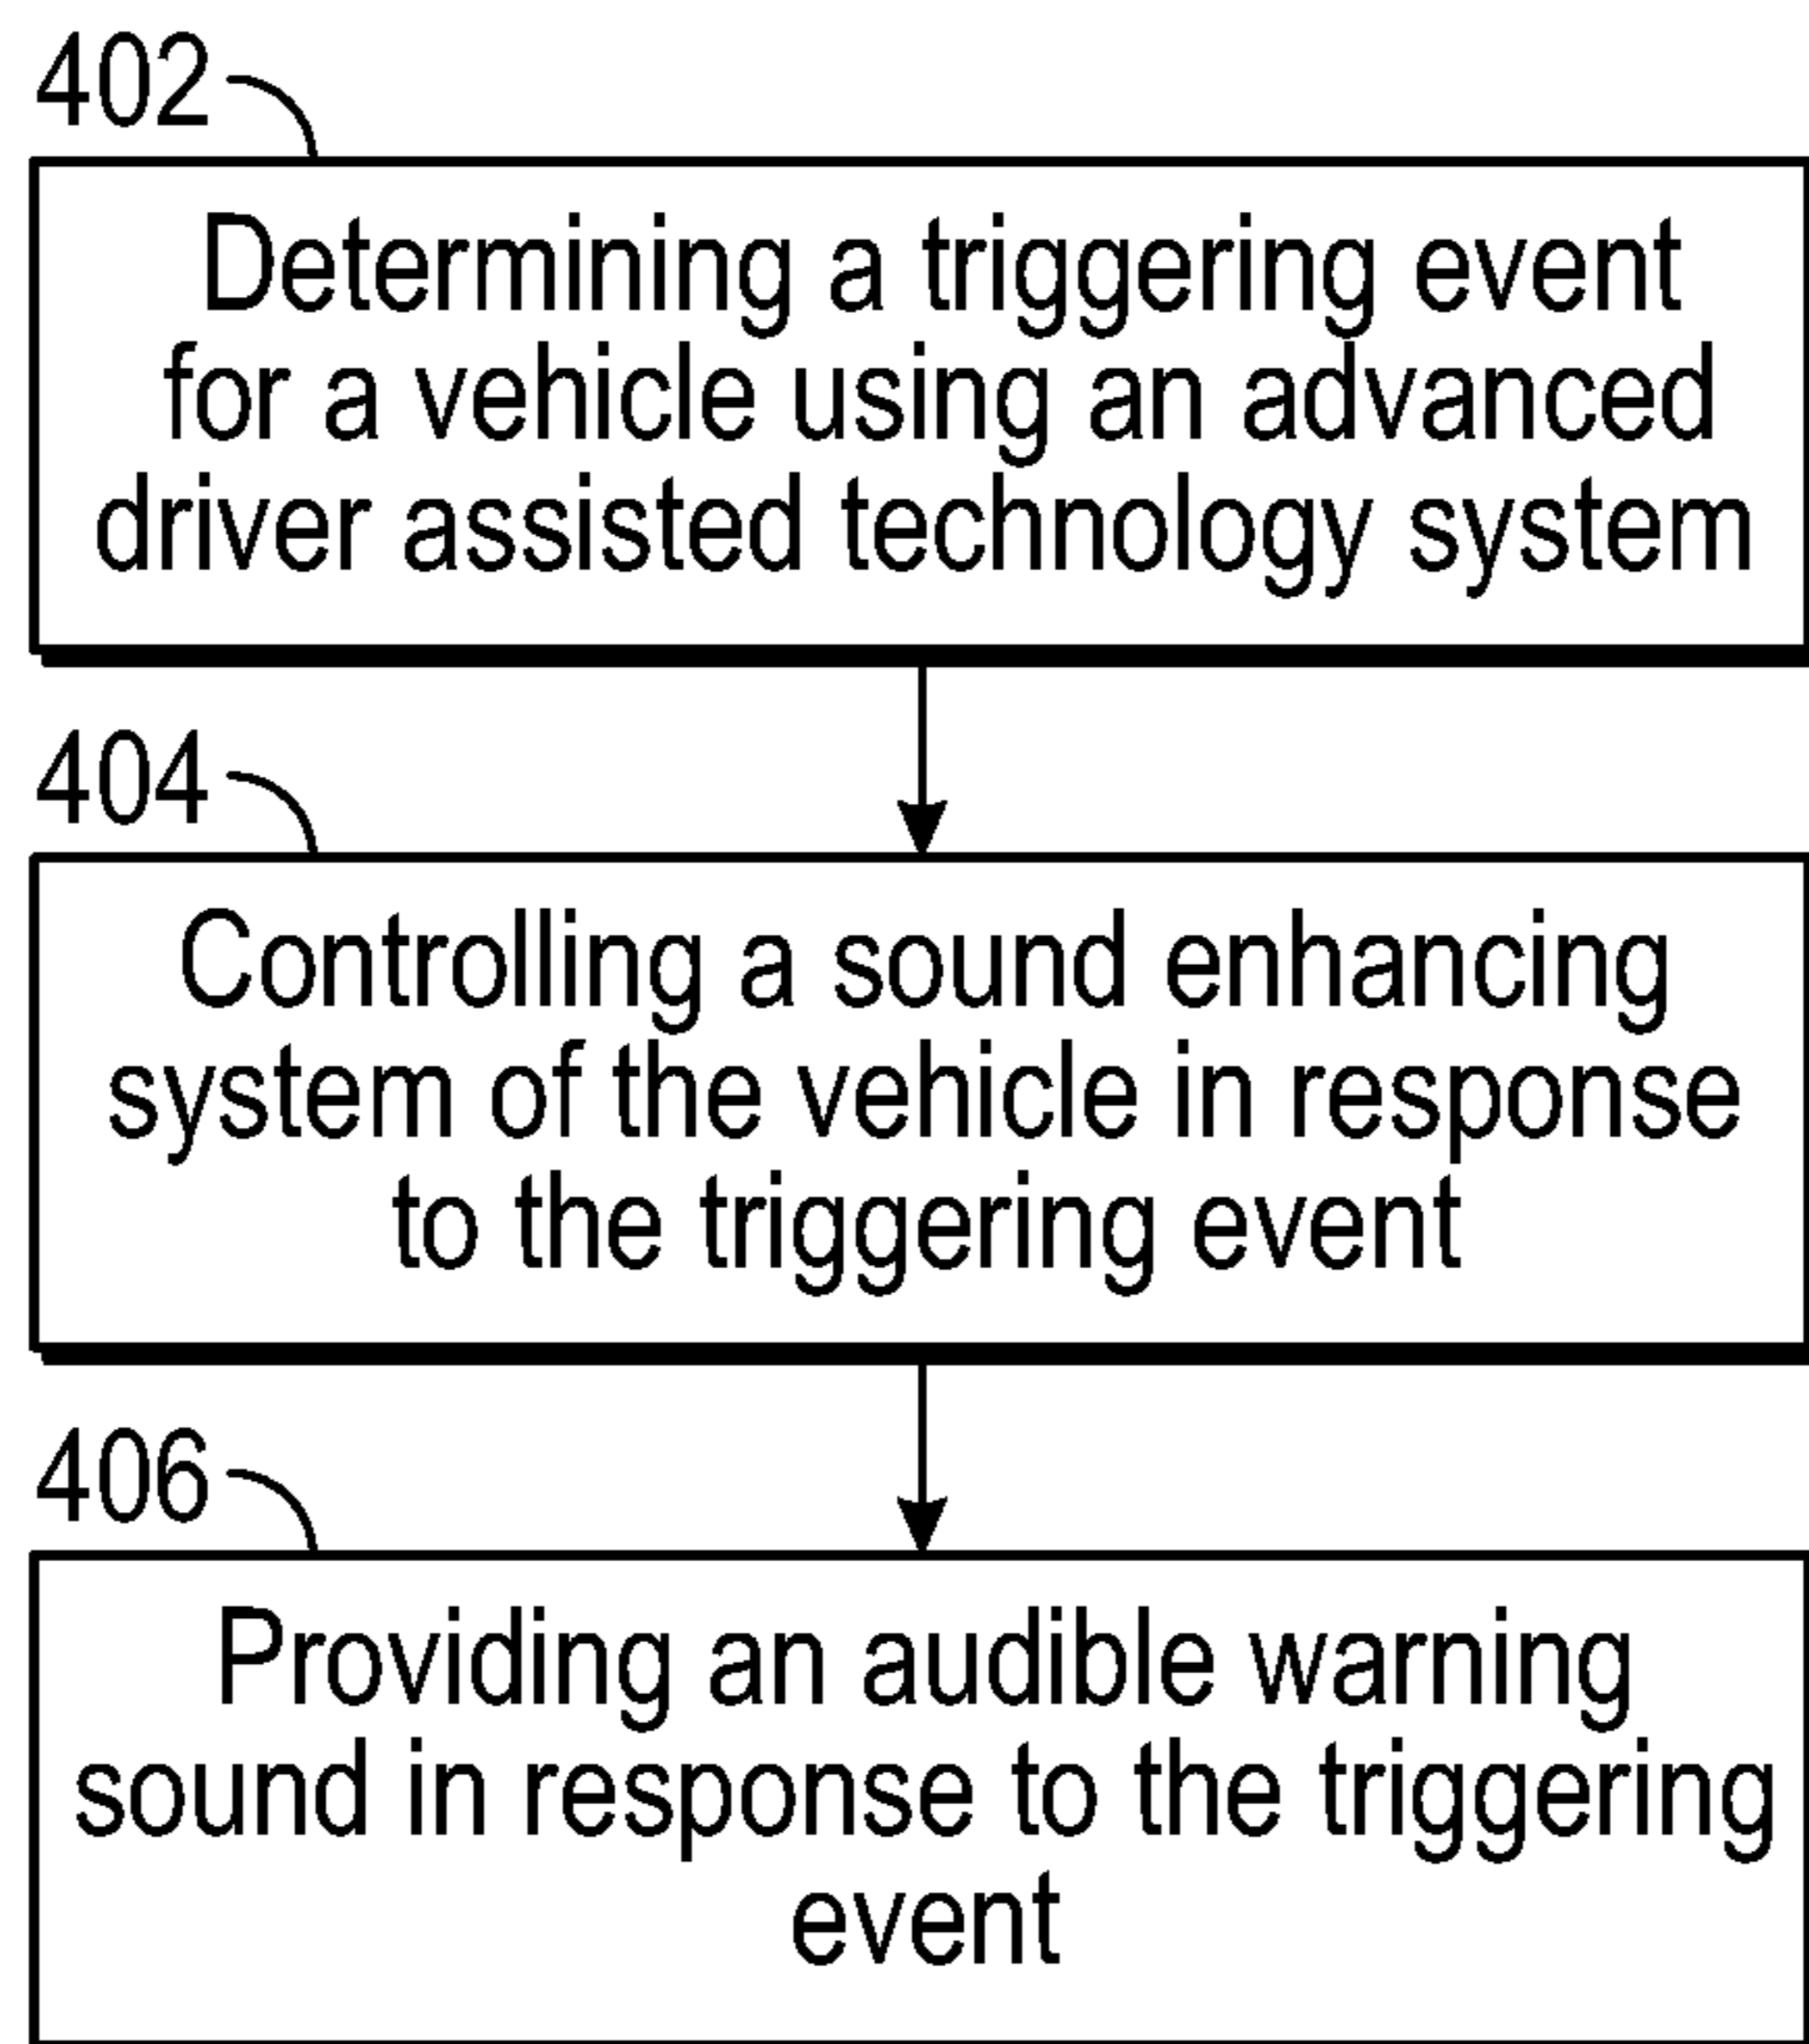 402
Determining a triggering event
for a vehicle using an advanced
driver assisted technology system
404
Controlling a sound enhancing
system of the vehicle in response
to the triggering event
406
Providing an audible warning
sound in response to the triggering
event